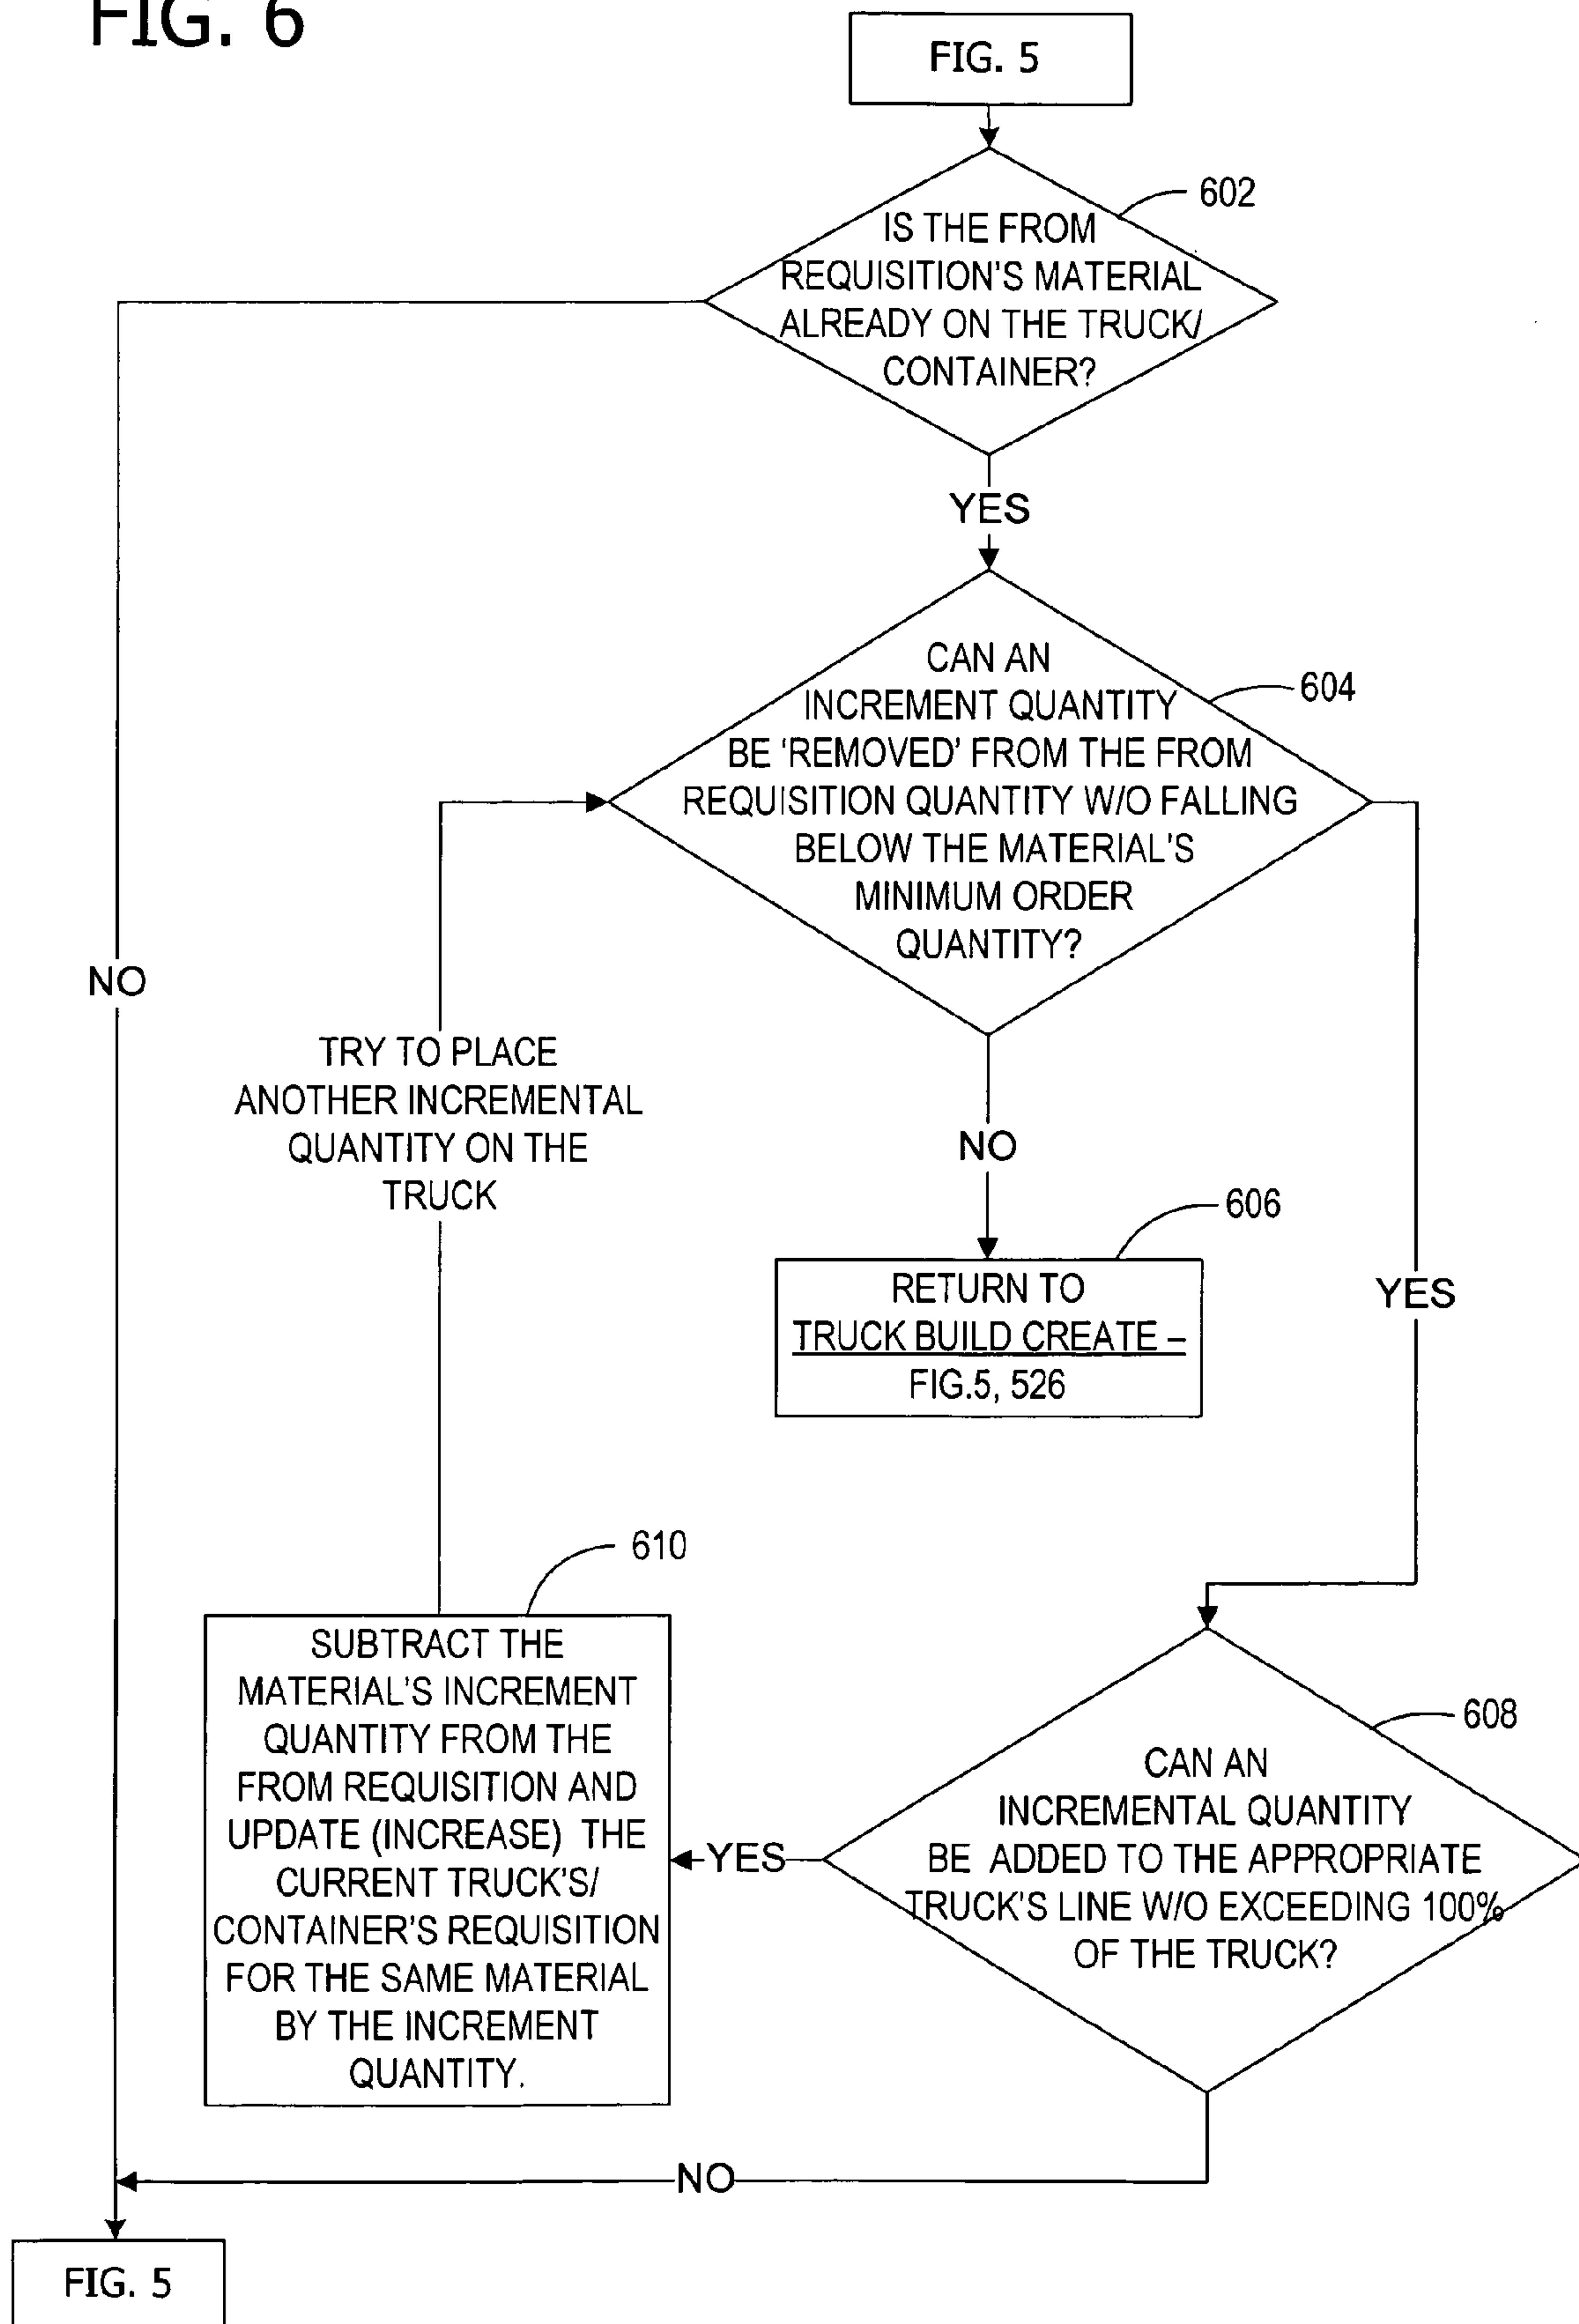 FIG. 6
FIG. 5
602
IS THE FROM
REQUISITION'S MATERIAL
ALREADY ON THE TRUCK/
CONTAINER?
YES
604
CAN AN
INCREMENT QUANTITY
BE 'REMOVED' FROM THE FROM
REQUISITION QUANTITY W/O FALLING
BELOW THE MATERIAL'S
MINIMUM ORDER
QUANTITY?
NO
TRY TO PLACE
ANOTHER INCREMENTAL
QUANTITY ON THE
TRUCK
NO
606
RETURN TO
TRUCK BUILD CREATE –
FIG.5, 526
YES
610
SUBTRACT THE
MATERIAL'S INCREMENT
QUANTITY FROM THE
FROM REQUISITION AND
UPDATE (INCREASE) THE
CURRENT TRUCK'S/
CONTAINER'S REQUISITION
FOR THE SAME MATERIAL
BY THE INCREMENT
QUANTITY.
608
CAN AN
INCREMENTAL QUANTITY
BE ADDED TO THE APPROPRIATE
TRUCK'S LINE W/O EXCEEDING 100%
OF THE TRUCK?
YES
NO
FIG. 5